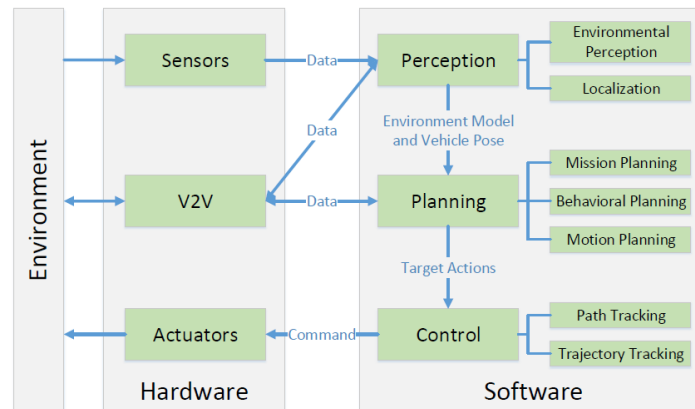 Environment
Sensors
V2V
Actuators
Hardware
Data
Data
Data
Command
Perception
Environment Model
and Vehicle Pose
Planning
Target Actions
Control
Environmental
Perception
Localization
Mission Planning
Behavioral Planning
Motion Planning
Path Tracking
Trajectory Tracking
Software